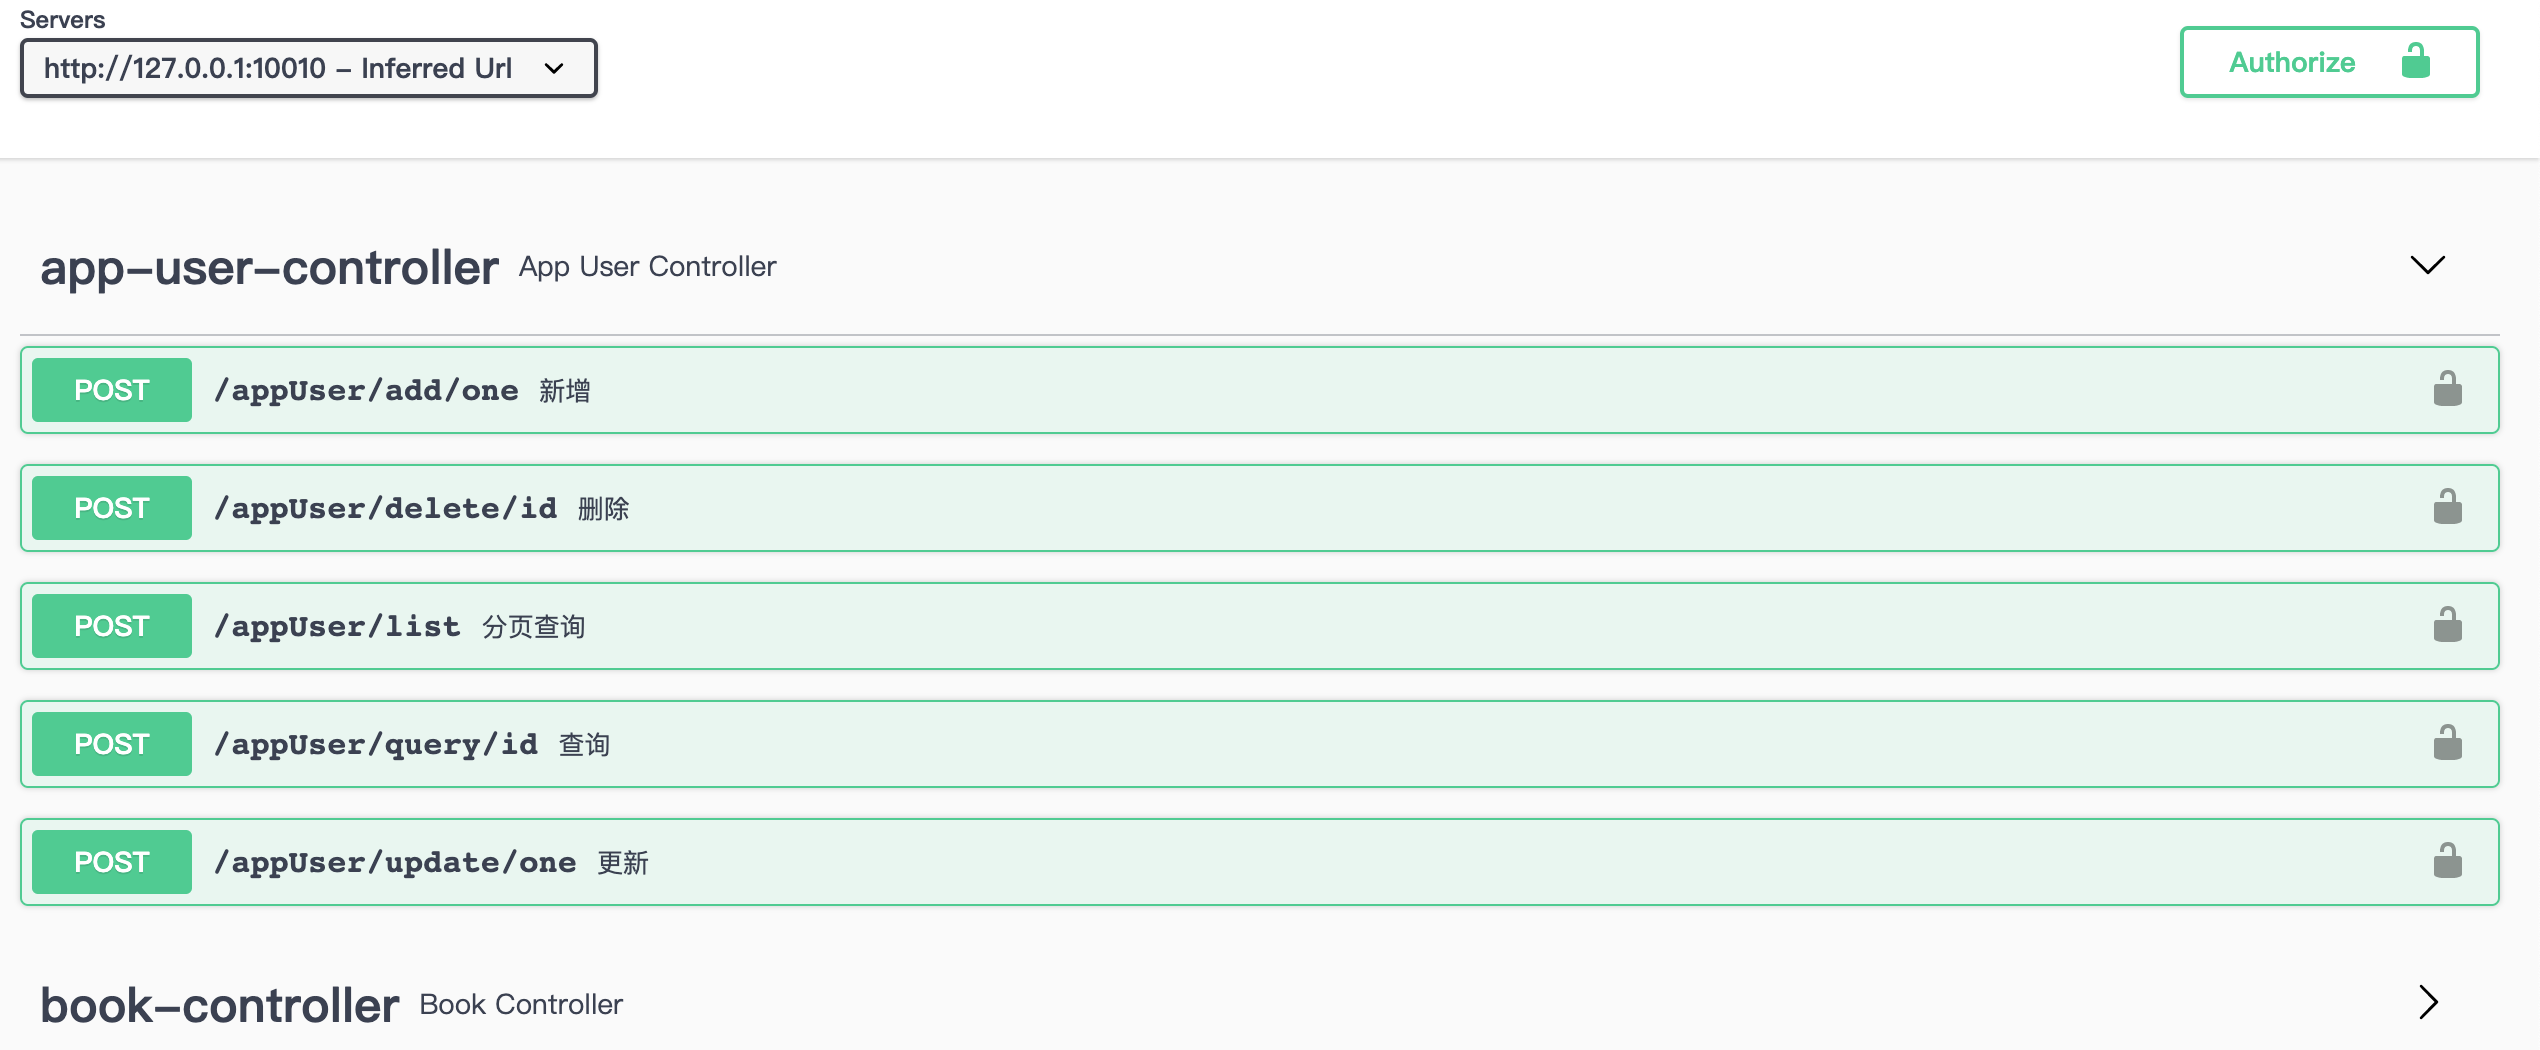 Servers
http://127.0.0.1:10010 – Inferred Url
Authorize
app-user-controller App User Controller
POST /appUser/add/one 新增
POST /appUser/delete/id 删除
POST /appUser/list 分页查询
POST /appUser/query/id 查询
POST /appUser/update/one 更新
book-controller Book Controller